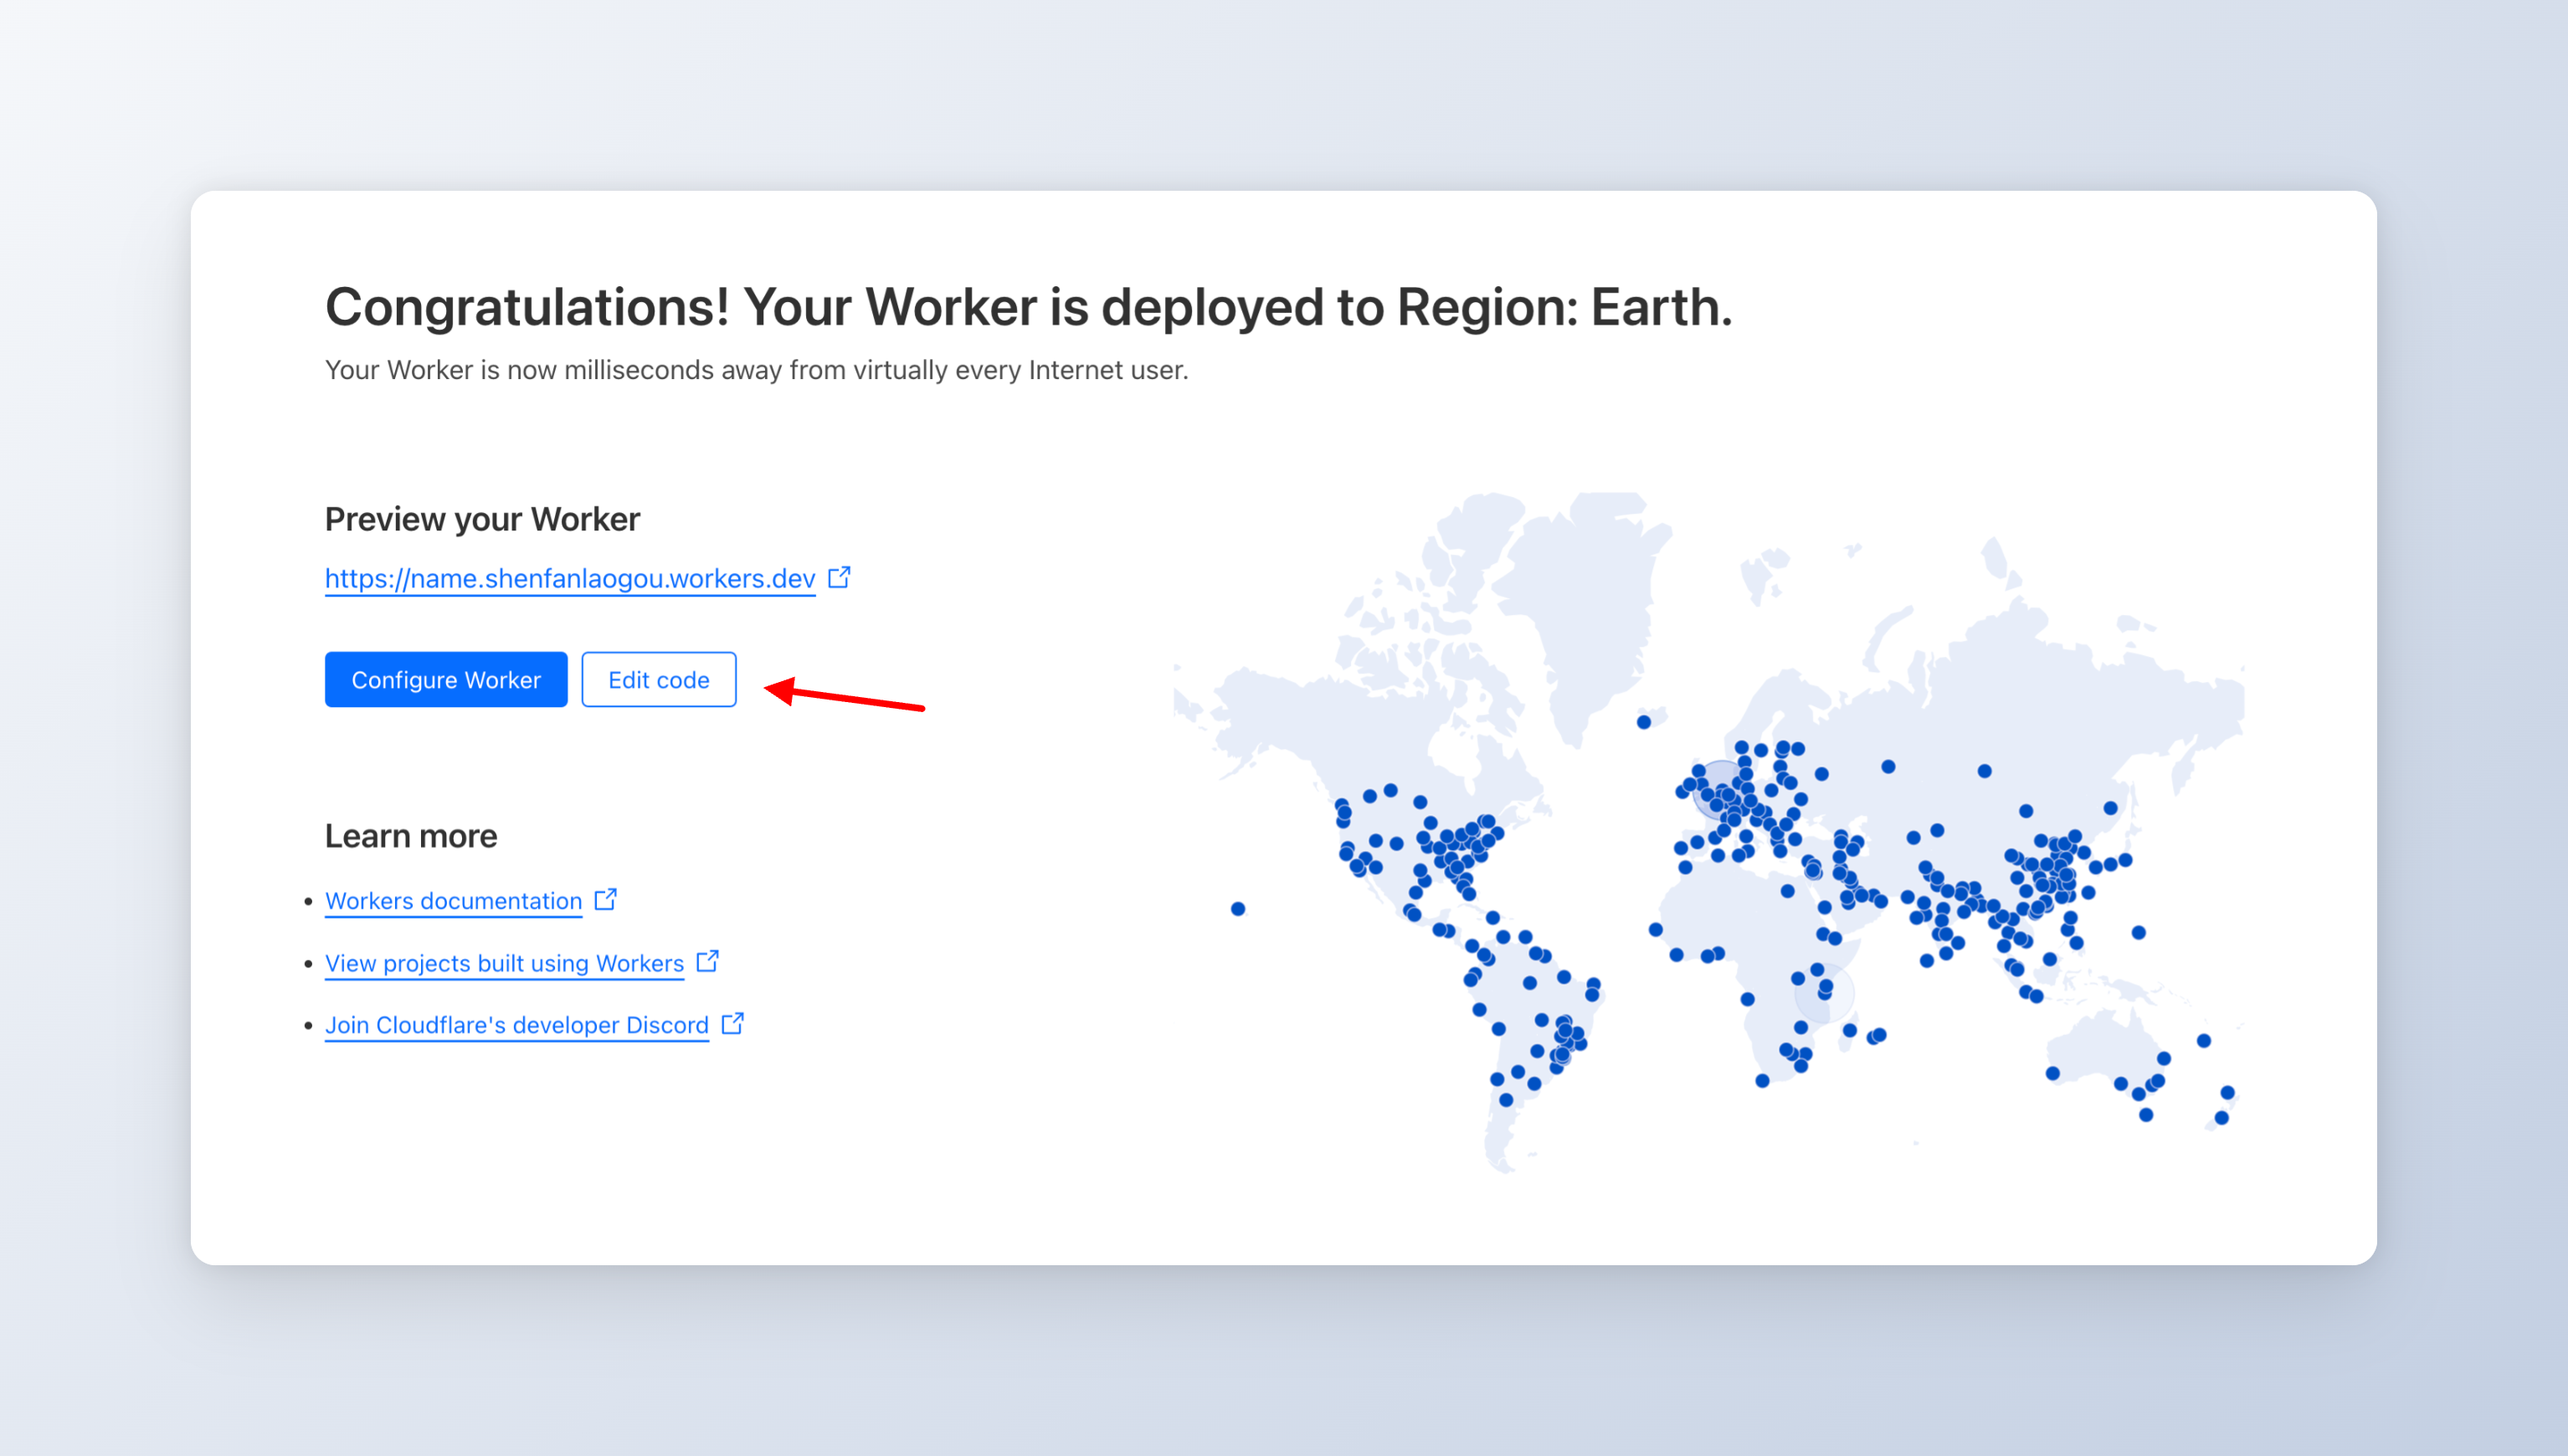 Congratulations! Your Worker is deployed to Region: Earth.
Your Worker is now milliseconds away from virtually every Internet user.
Preview your Worker
https://name.shenfanlaogou.workers.dev
Configure Worker
Edit code
Learn more
Workers documentation
View projects built using Workers
Join Cloudflare's developer Discord